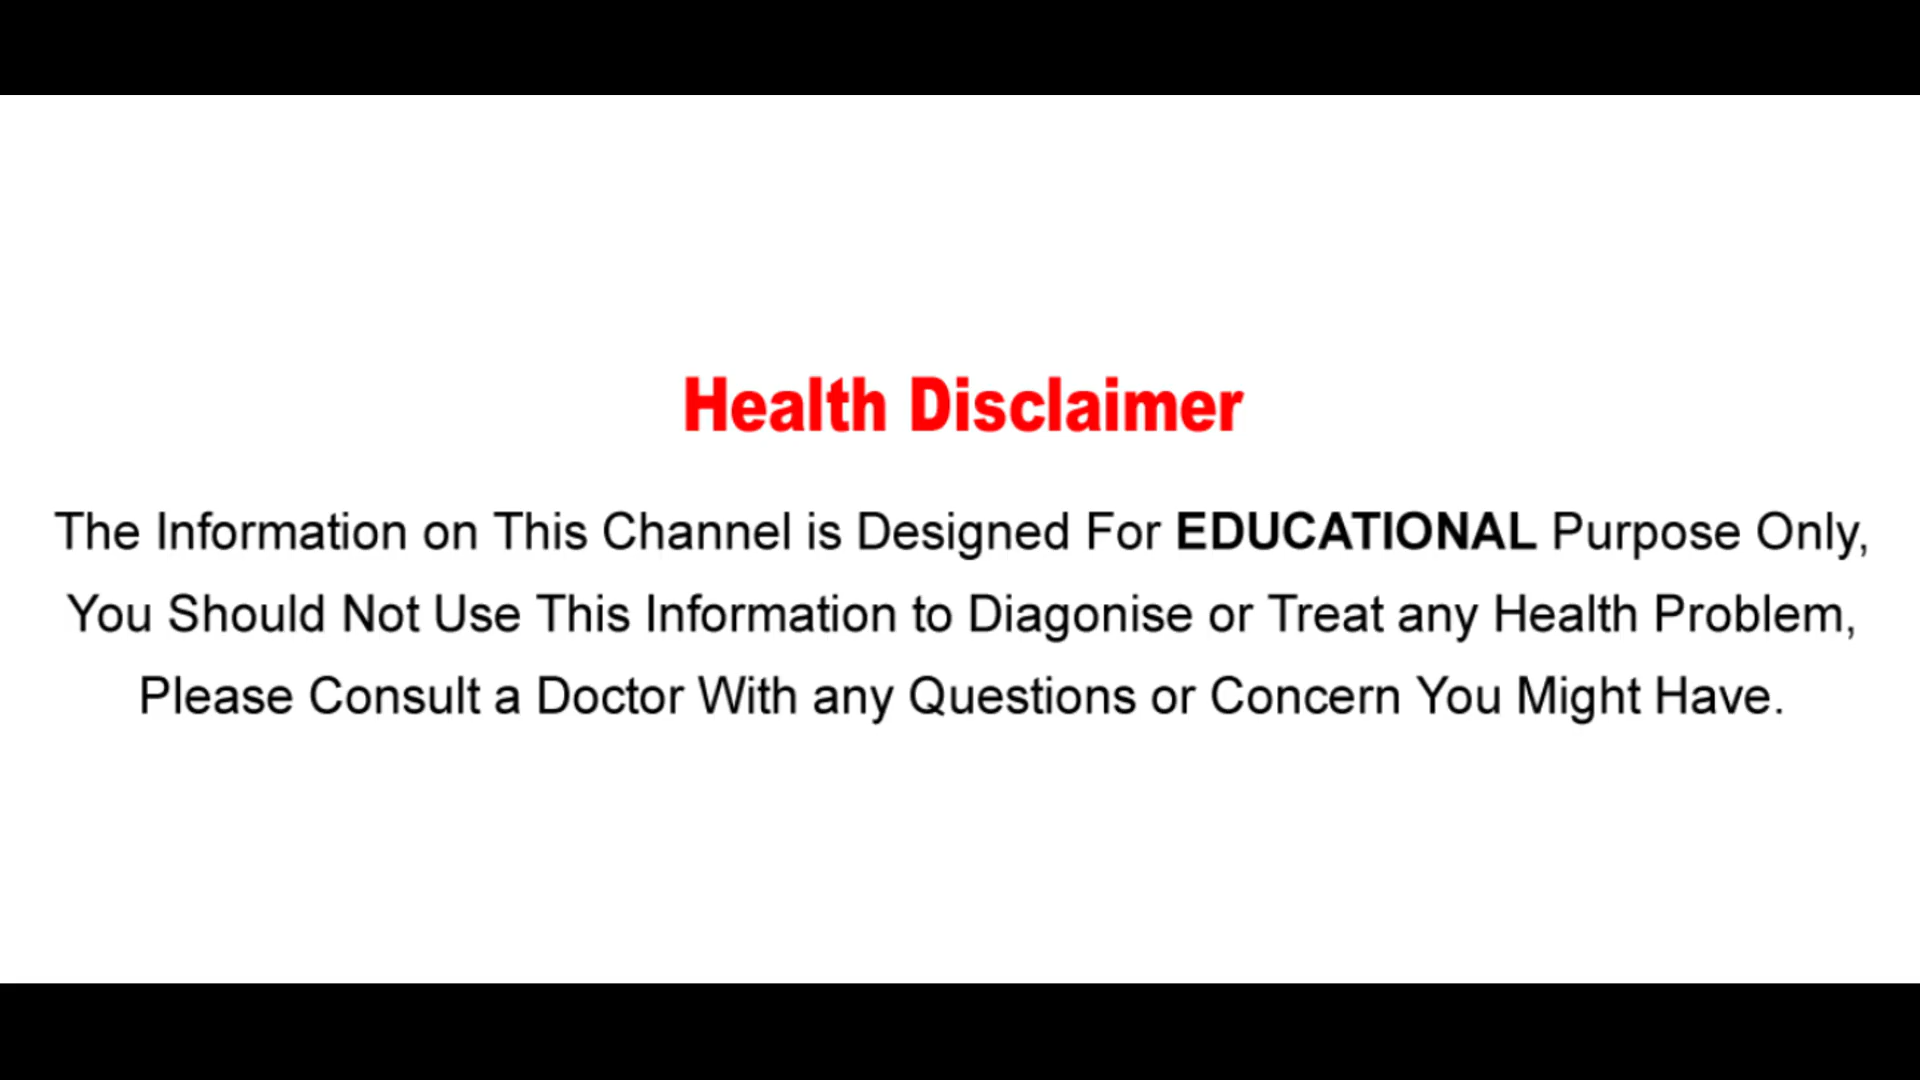 Health Disclaimer
The Information on This Channel is Designed For EDUCATIONAL Purpose Only,
You Should Not Use This Information to Diagonise or Treat any Health Problem,
Please Consult a Doctor With any Questions or Concern You Might Have.